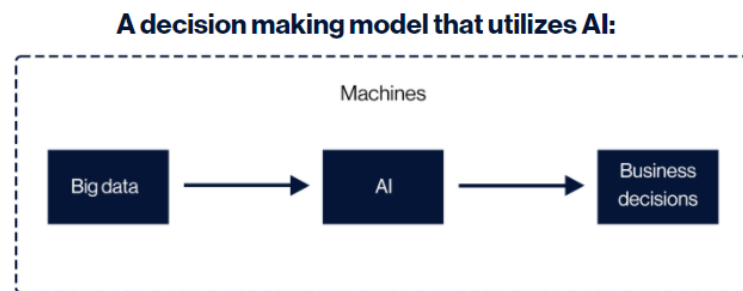 A decision making model that utilizes AI:
Machines
Big data
AI
Business
decisions